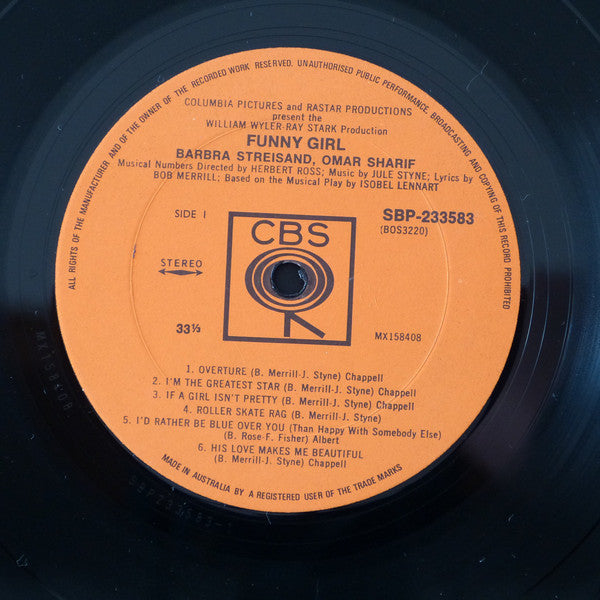 ALL RIGHTS OF THE MANUFACTURER AND OF THE OWNER OF THE RECORDED WORK RESERVED. UNAUTHORISED PUBLIC PERFORMANCE, BROADCASTING AND COPYING OF THIS RECORD PROHIBITED
COLUMBIA PICTURES and RASTAR PRODUCTIONS
present the
WILLIAM WYLER-RAY STARK Production
FUNNY GIRL
BARBRA STREISAND, OMAR SHARIF
Musical Numbers Directed by HERBERT ROSS; Music by JULE STYNE; Lyrics by
BOB MERRILL; Based on the Musical Play by ISOBEL LENNART
SIDE I
SBP-233583
(BOS3220)
CBS
STEREO
33⅓
MX158408
1. OVERTURE (B. Merrill-J. Styne) Chappell
2. I'M THE GREATEST STAR (B. Merrill-J. Styne) Chappell
3. IF A GIRL ISN'T PRETTY (B. Merrill-J. Styne) Chappell
4. ROLLER SKATE RAG (B. Merrill-J. Styne)
5. I'D RATHER BE BLUE OVER YOU (Than Happy With Somebody Else)
(B. Rose-F. Fisher) Albert
6. HIS LOVE MAKES ME BEAUTIFUL
(B. Merrill-J. Styne) Chappell
MADE IN AUSTRALIA BY A REGISTERED USER OF THE TRADE MARKS
MX158408
SBP233583-1